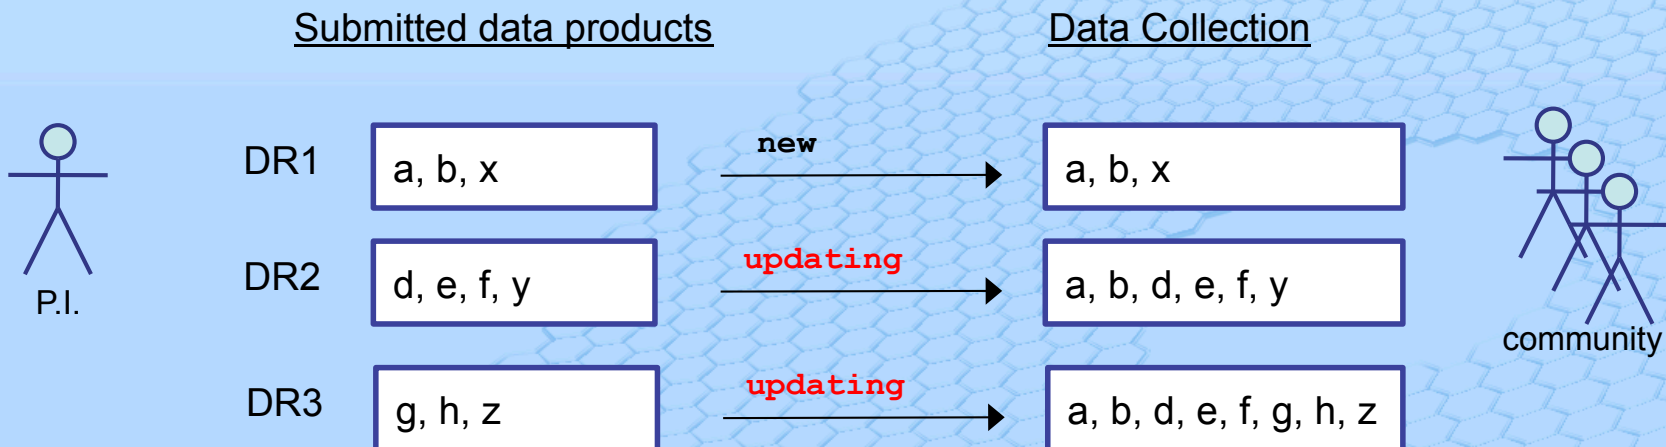 Submitted data products
Data Collection
DR1
a, b, x
new
a, b, x
DR2
d, e, f, y
updating
a, b, d, e, f, y
P.I.
community
DR3
g, h, z
updating
a, b, d, e, f, g, h, z